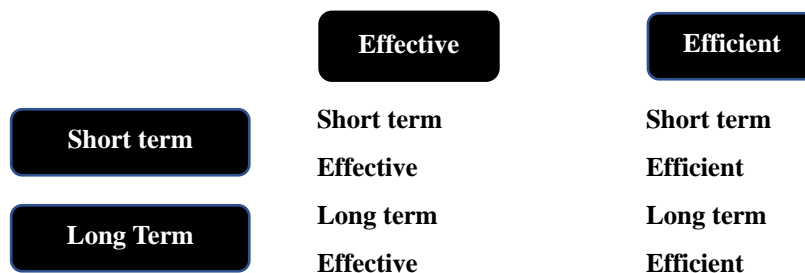 Effective
Efficient
Short term
Short term
Short term
Effective
Efficient
Long Term
Long term
Long term
Effective
Efficient